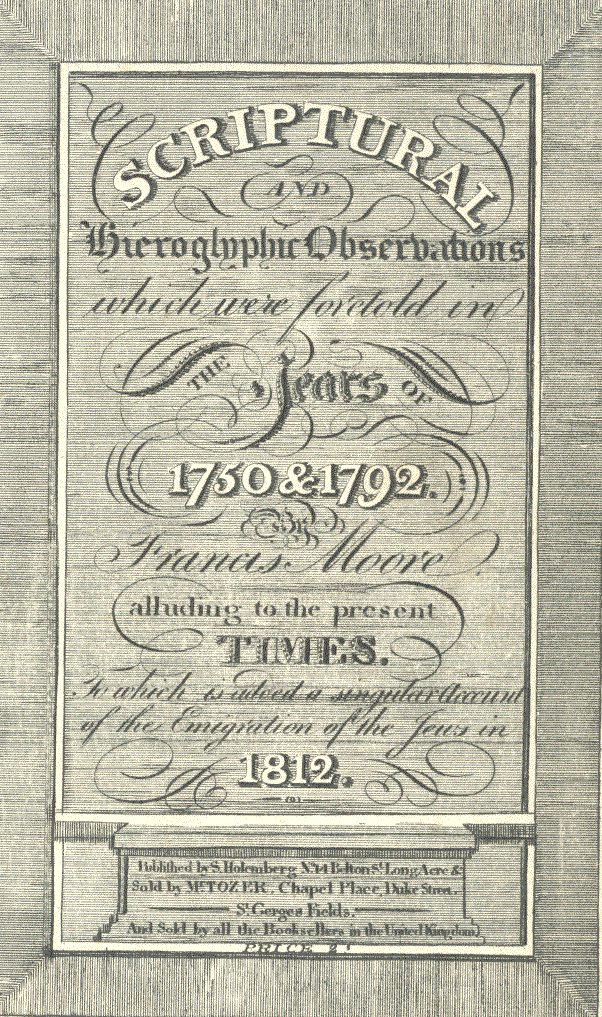 SCRIPTURAL
AND
Hieroglyphic Observations
which were foretold in
THE Years OF
1750 & 1792.
BY
Francis Moore
alluding to the present
TIMES.
To which is added a singular Account
of the Emigration of the Jews in
1812.
Published by S. Holemberg No. 14 Belton St. Long Acre &
Sold by Mr. TOZER, Chapel Place, Duke Street,
St. Gerges Fields.
And Sold by all the Booksellers in the United Kingdom
PRICE 2